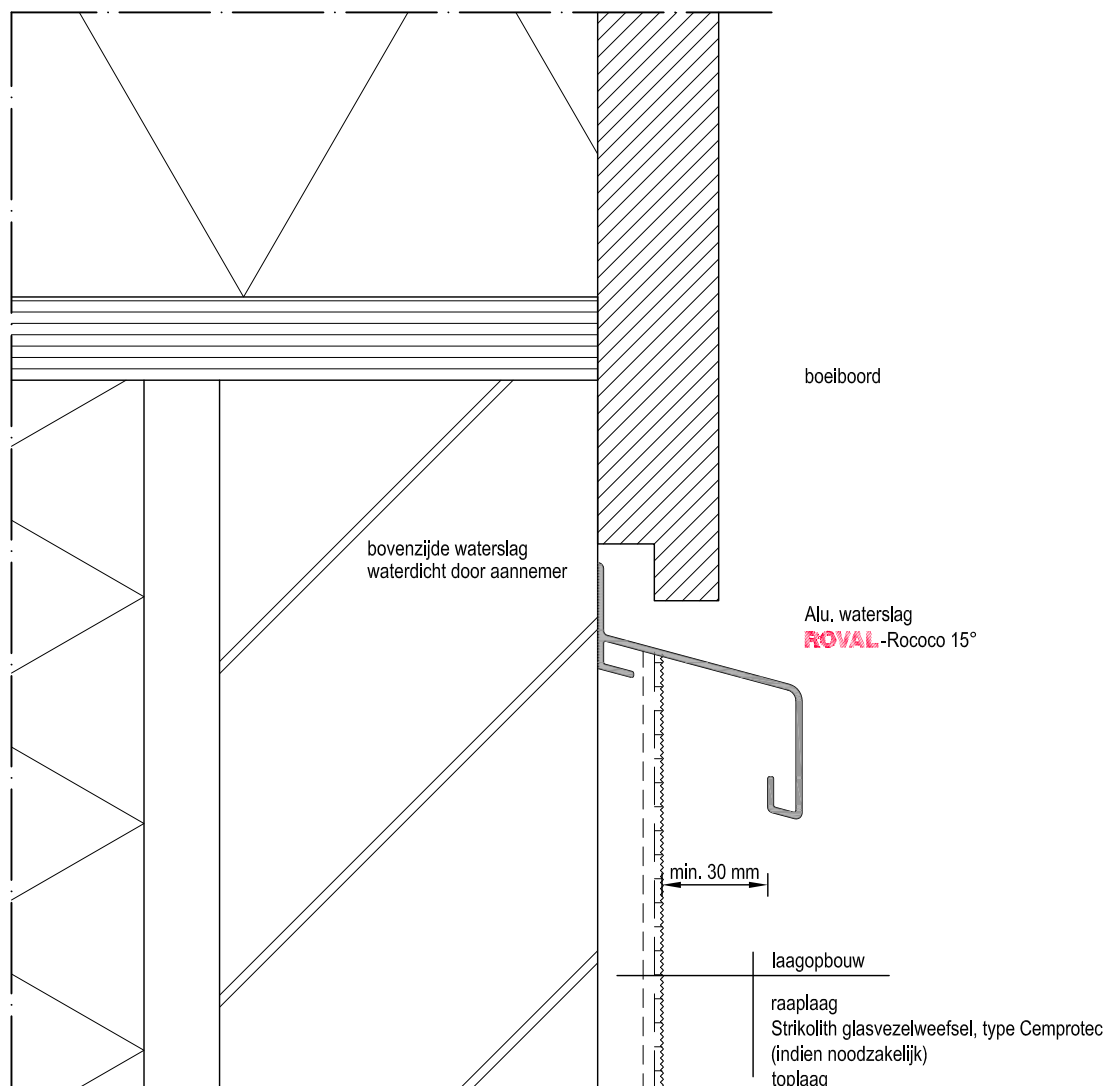 boeiboord
bovenzijde waterslag
waterdicht door aannemer
Alu. waterslag
ROVAL-Rococo 15°
min. 30 mm
laagopbouw
raaplaag
Strikolith glasvezelweefsel, type Cemprotec
(indien noodzakelijk)
toplaag